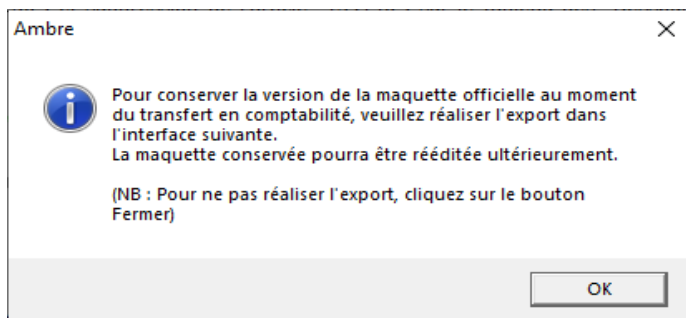 Ambre
Pour conserver la version de la maquette officielle au moment
du transfert en comptabilité, veuillez réaliser l'export dans
l'interface suivante.
La maquette conservée pourra être rééditée ultérieurement.
(NB : Pour ne pas réaliser l'export, cliquez sur le bouton
Fermer)
OK